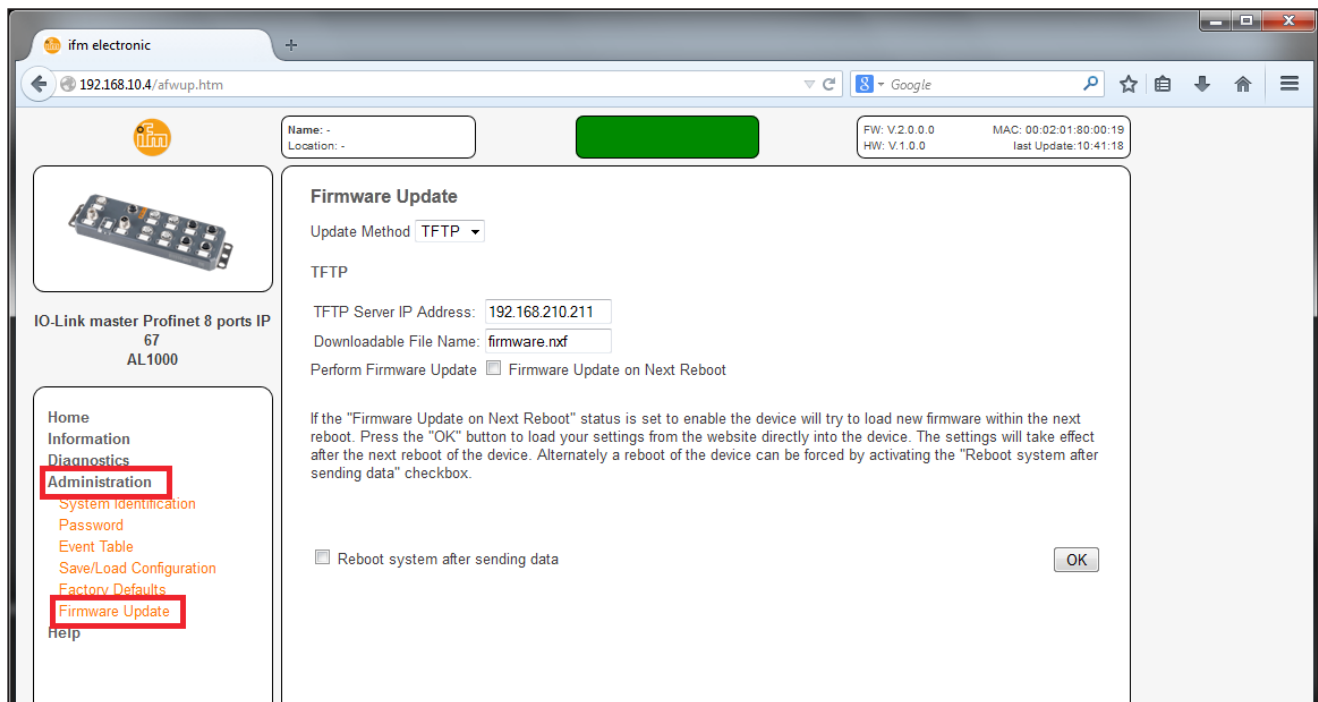 ifm electronic
192.168.10.4/afwup.htm
Google
ifm
Name: -
Location: -
FW: V.2.0.0.0 MAC: 00:02:01:80:00:19
HW: V.1.0.0 last Update:10:41:18
IO-Link master Profinet 8 ports IP
67
AL1000
Home
Information
Diagnostics
Administration
System Identification
Password
Event Table
Save/Load Configuration
Factory Defaults
Firmware Update
Help
Firmware Update
Update Method TFTP
TFTP
TFTP Server IP Address: 192.168.210.211
Downloadable File Name: firmware.nxf
Perform Firmware Update Firmware Update on Next Reboot
If the "Firmware Update on Next Reboot" status is set to enable the device will try to load new firmware within the next
reboot. Press the "OK" button to load your settings from the website directly into the device. The settings will take effect
after the next reboot of the device. Alternately a reboot of the device can be forced by activating the "Reboot system after
sending data" checkbox.
Reboot system after sending data
OK